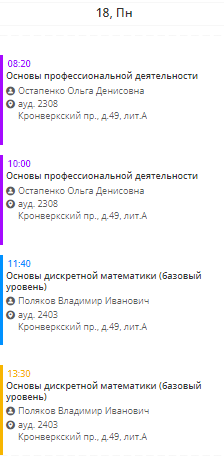 18, Пн
08:20
Основы профессиональной деятельности
Остапенко Ольга Денисовна
ауд. 2308
Кронверкский пр., д.49, лит.А
10:00
Основы профессиональной деятельности
Остапенко Ольга Денисовна
ауд. 2308
Кронверкский пр., д.49, лит.А
11:40
Основы дискретной математики (базовый
уровень)
Поляков Владимир Иванович
ауд. 2403
Кронверкский пр., д.49, лит.А
13:30
Основы дискретной математики (базовый
уровень)
Поляков Владимир Иванович
ауд. 2403
Кронверкский пр., д.49, лит.А